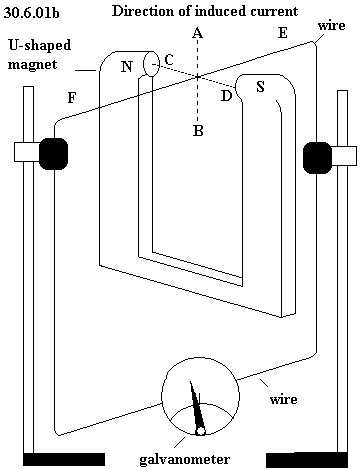 30.6.01b
Direction of induced current
A
E
wire
U-shaped
magnet
N
C
S
F
D
B
wire
galvanometer